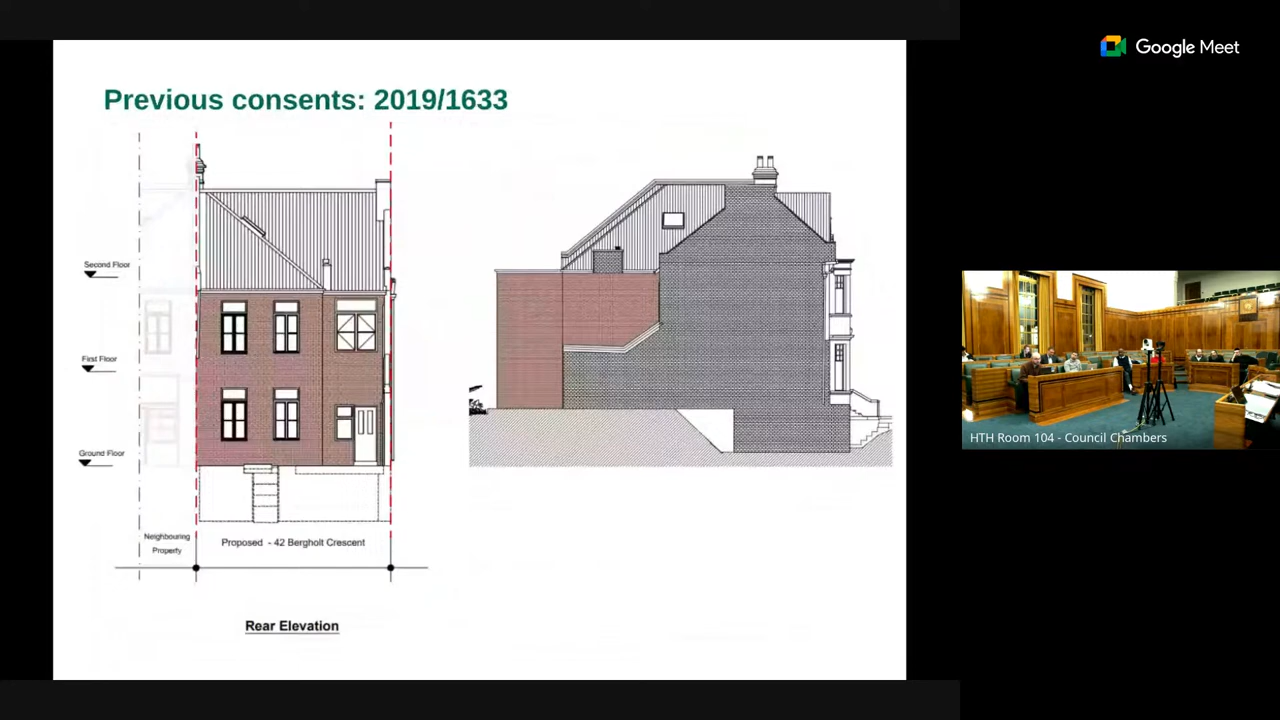 Previous consents: 2019/1633
Second Floor
First Floor
Ground Floor
Neighbouring
Property
Proposed - 42 Bergholt Crescent
Rear Elevation
Google Meet
HTH Room 104 - Council Chambers